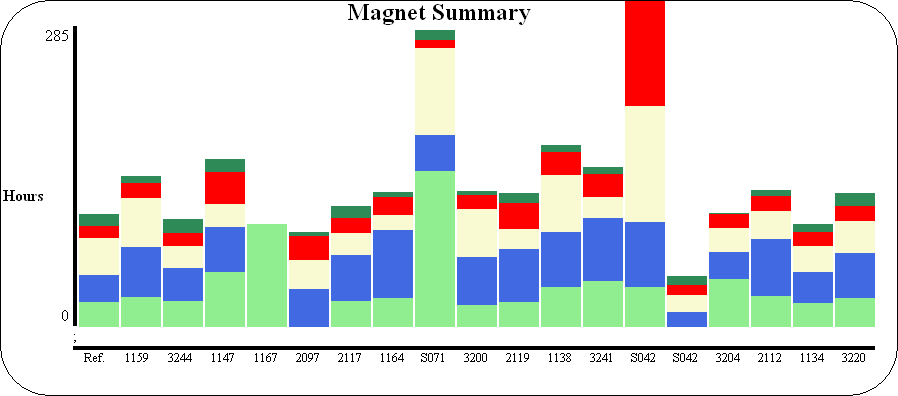 Magnet Summary
285
Hours
0
;
Ref. 1159 3244 1147 1167 2097 2117 1164 S071 3200 2119 1138 3241 S042 S042 3204 2112 1134 3220